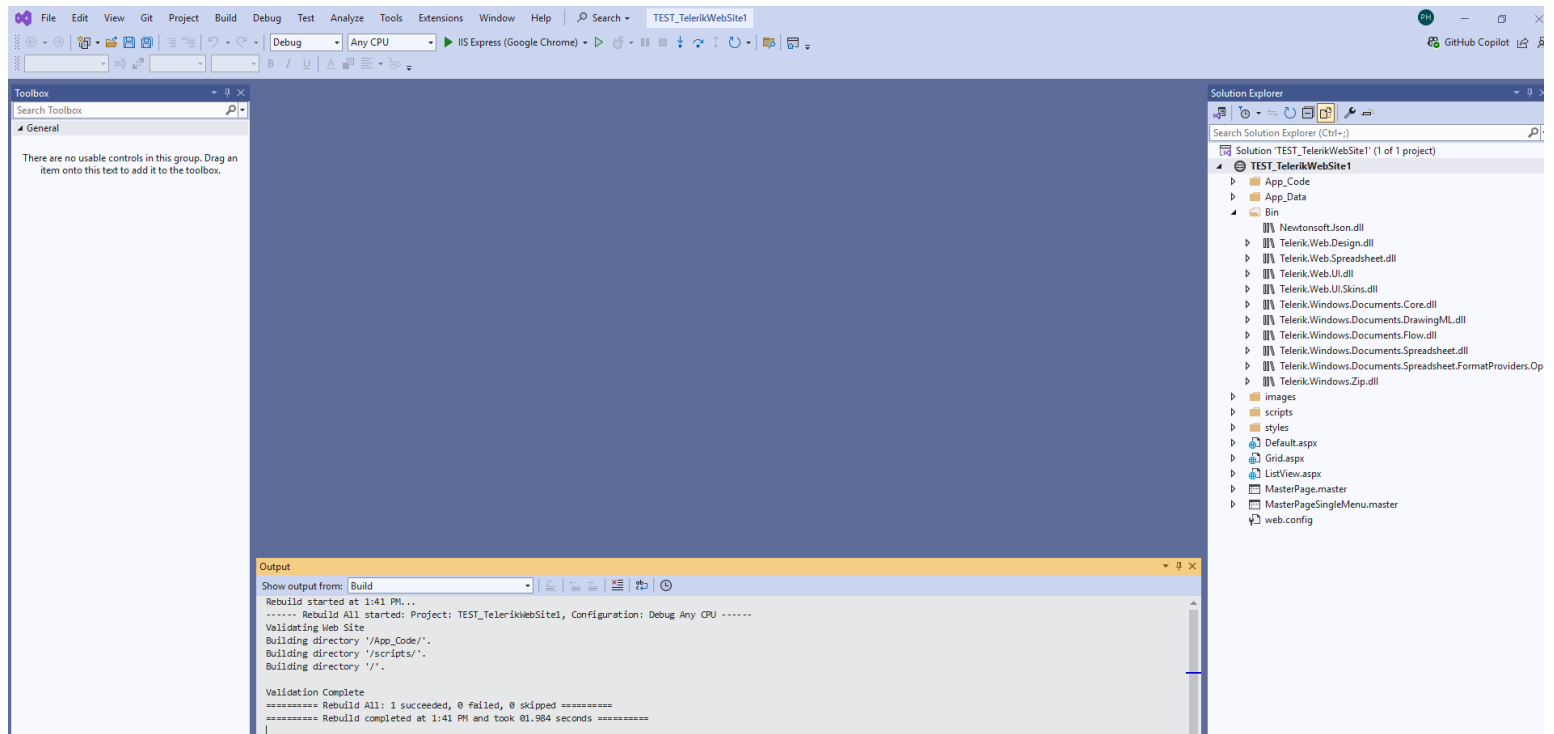 File Edit View Git Project Build Debug Test Analyze Tools Extensions Window Help Search TEST_TelerikWebSite1 PH
Debug Any CPU IIS Express (Google Chrome) GitHub Copilot
B I U A
Toolbox
Search Toolbox
General
There are no usable controls in this group. Drag an
item onto this text to add it to the toolbox.
Output
Show output from: Build
Rebuild started at 1:41 PM...
------ Rebuild All started: Project: TEST_TelerikWebSite1, Configuration: Debug Any CPU ------
Validating Web Site
Building directory '/App_Code/'.
Building directory '/scripts/'.
Building directory '/'.
Validation Complete
========== Rebuild All: 1 succeeded, 0 failed, 0 skipped ==========
========== Rebuild completed at 1:41 PM and took 01.984 seconds ==========
Solution Explorer
Search Solution Explorer (Ctrl+;)
Solution 'TEST_TelerikWebSite1' (1 of 1 project)
TEST_TelerikWebSite1
App_Code
App_Data
Bin
Newtonsoft.Json.dll
Telerik.Web.Design.dll
Telerik.Web.Spreadsheet.dll
Telerik.Web.UI.dll
Telerik.Web.UI.Skins.dll
Telerik.Windows.Documents.Core.dll
Telerik.Windows.Documents.DrawingML.dll
Telerik.Windows.Documents.Flow.dll
Telerik.Windows.Documents.Spreadsheet.dll
Telerik.Windows.Documents.Spreadsheet.FormatProviders.Op
Telerik.Windows.Zip.dll
images
scripts
styles
Default.aspx
Grid.aspx
ListView.aspx
MasterPage.master
MasterPageSingleMenu.master
web.config